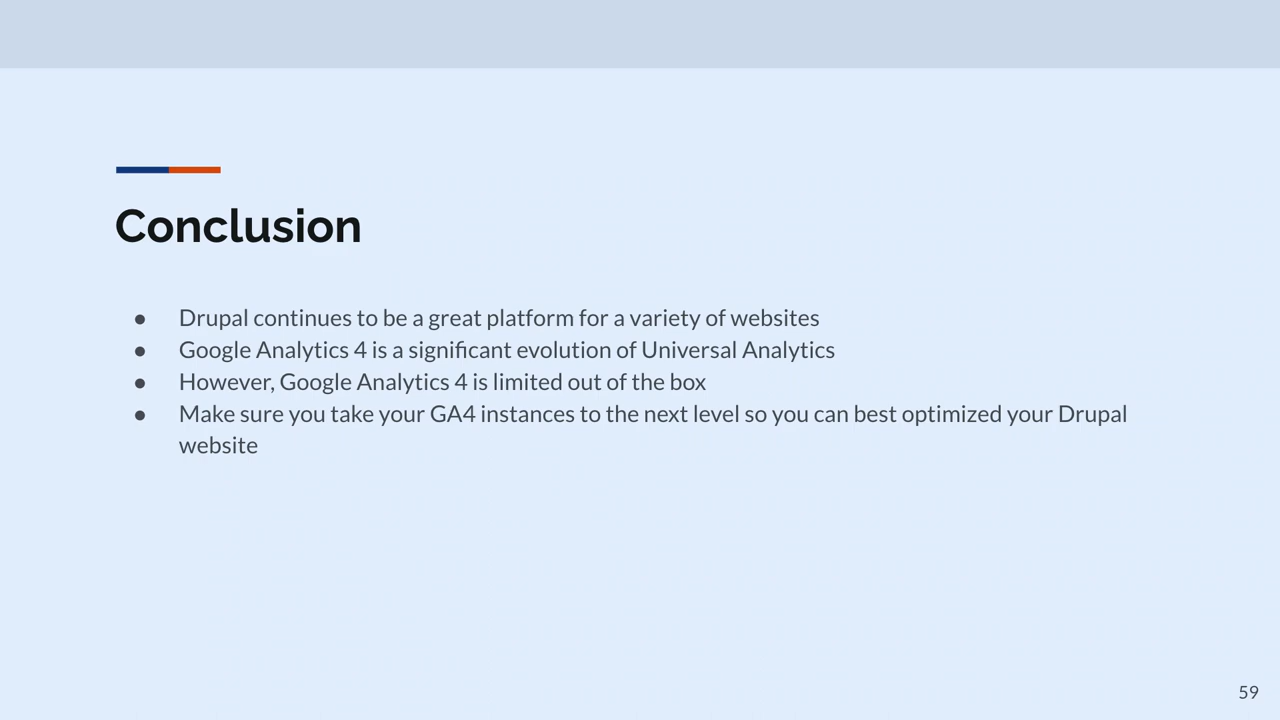 Conclusion
● Drupal continues to be a great platform for a variety of websites
● Google Analytics 4 is a significant evolution of Universal Analytics
● However, Google Analytics 4 is limited out of the box
● Make sure you take your GA4 instances to the next level so you can best optimized your Drupal
website
59